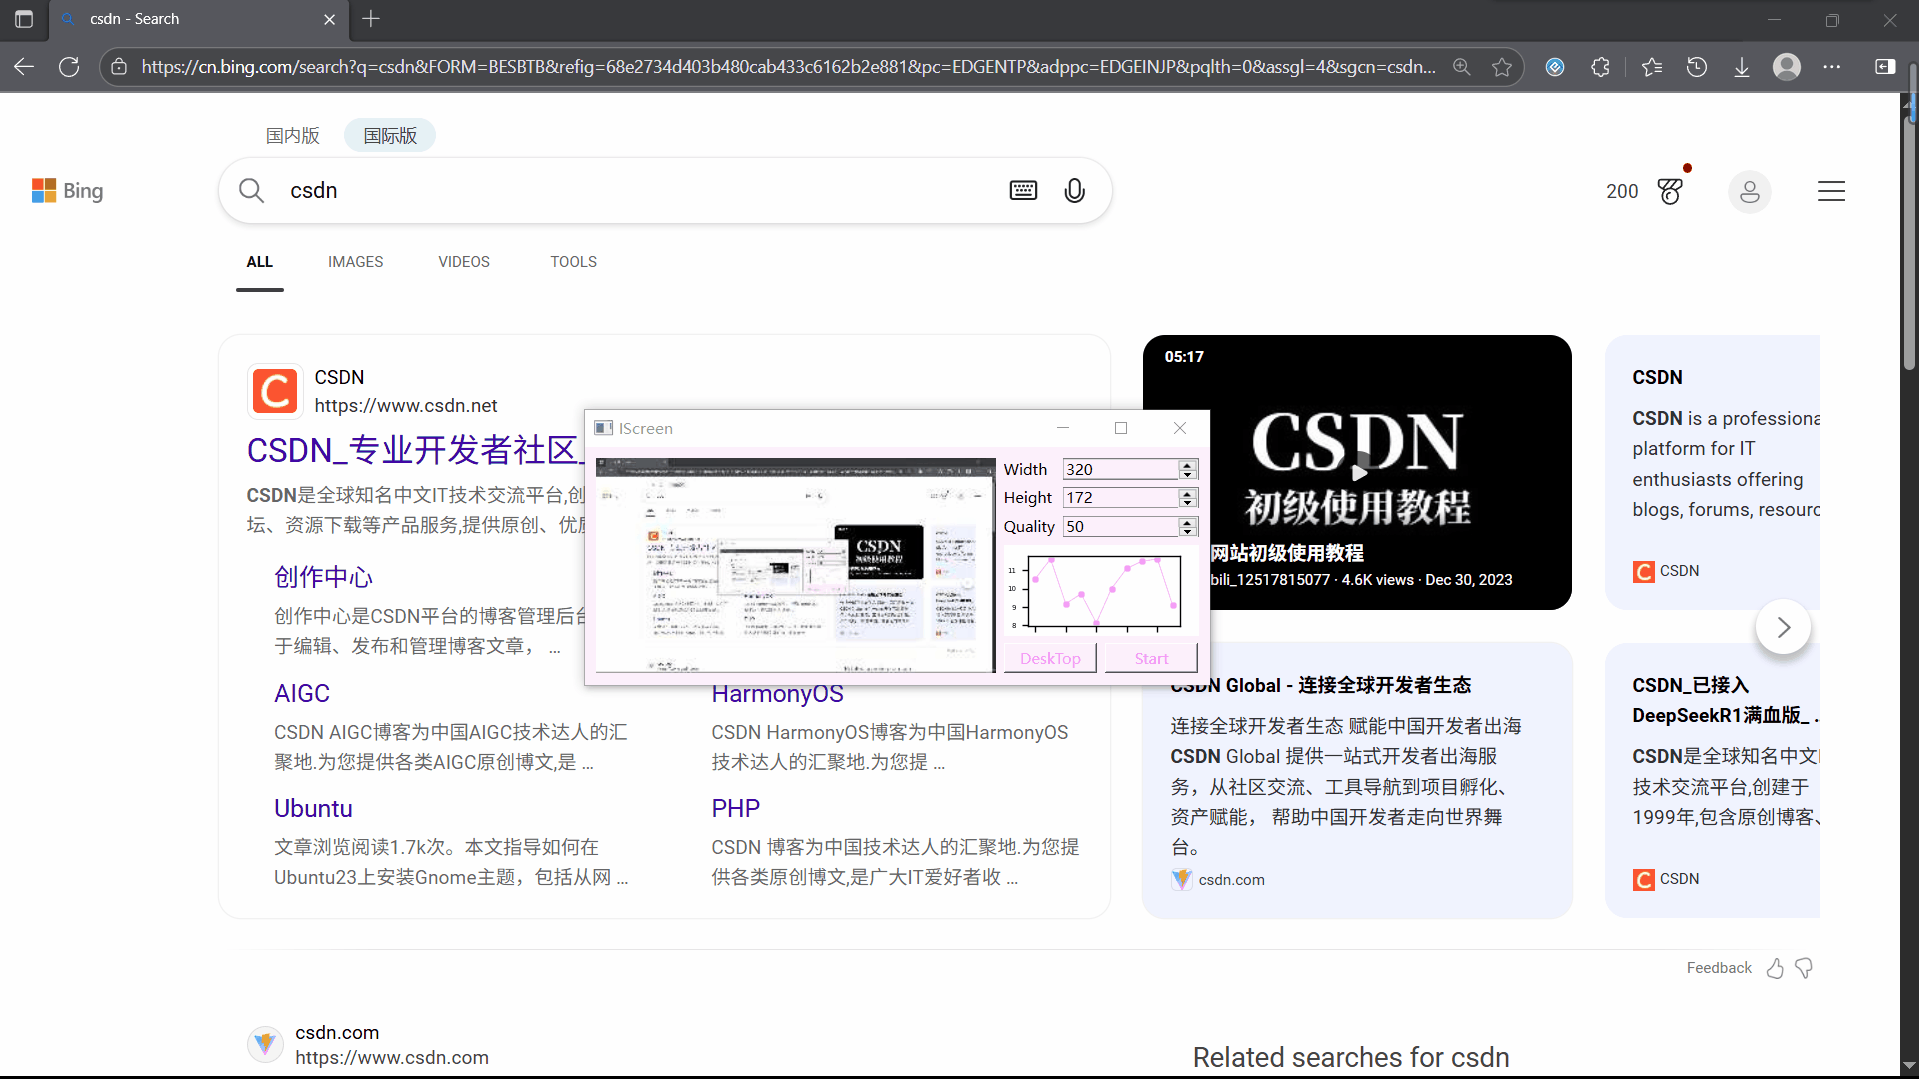 csdn - Search
https://cn.bing.com/search?q=csdn&FORM=BESBTB&refig=68e2734d403b480cab433c6162b2e881&pc=EDGENTP&adppc=EDGEINJP&pqlth=0&assgl=4&sgcn=csdn...
国内版
国际版
Bing
csdn
200
ALL
IMAGES
VIDEOS
TOOLS
CSDN
https://www.csdn.net
CSDN_专业开发者社区_
CSDN是全球知名中文IT技术交流平台,创
坛、资源下载等产品服务,提供原创、优质
创作中心
创作中心是CSDN平台的博客管理后台
于编辑、发布和管理博客文章， ...
AIGC
CSDN AIGC博客为中国AIGC技术达人的汇
聚地.为您提供各类AIGC原创博文,是 ...
HarmonyOS
CSDN HarmonyOS博客为中国HarmonyOS
技术达人的汇聚地.为您提 ...
Ubuntu
文章浏览阅读1.7k次。本文指导如何在
Ubuntu23上安装Gnome主题，包括从网 ...
PHP
CSDN 博客为中国技术达人的汇聚地.为您提
供各类原创博文,是广大IT爱好者收 ...
IScreen
Width
320
Height
172
Quality
50
11
10
9
8
DeskTop
Start
05:17
CSDN
初级使用教程
网站初级使用教程
bili_12517815077 · 4.6K views · Dec 30, 2023
CSDN
CSDN is a professiona
platform for IT
enthusiasts offering
blogs, forums, resourc
CSDN
CSDN Global - 连接全球开发者生态
连接全球开发者生态 赋能中国开发者出海
CSDN Global 提供一站式开发者出海服
务，从社区交流、工具导航到项目孵化、
资产赋能， 帮助中国开发者走向世界舞
台。
csdn.com
CSDN_已接入
DeepSeekR1满血版_ ..
CSDN是全球知名中文I
技术交流平台,创建于
1999年,包含原创博客、
CSDN
Feedback
csdn.com
https://www.csdn.com
Related searches for csdn